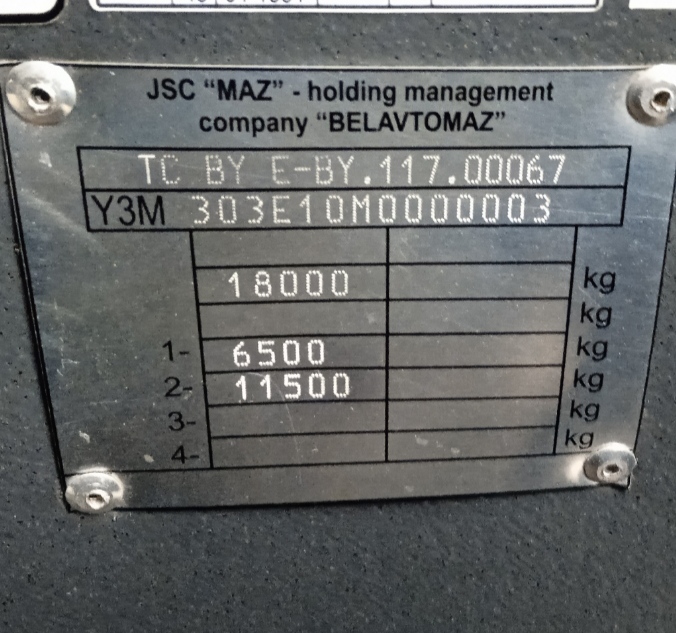 JSC “MAZ” - holding management
company “BELAVTOMAZ”
TC BY E-BY.117.00067
Y3M 303E10M0000003
18000 kg
kg
1- 6500 kg
2- 11500 kg
3- kg
4- kg